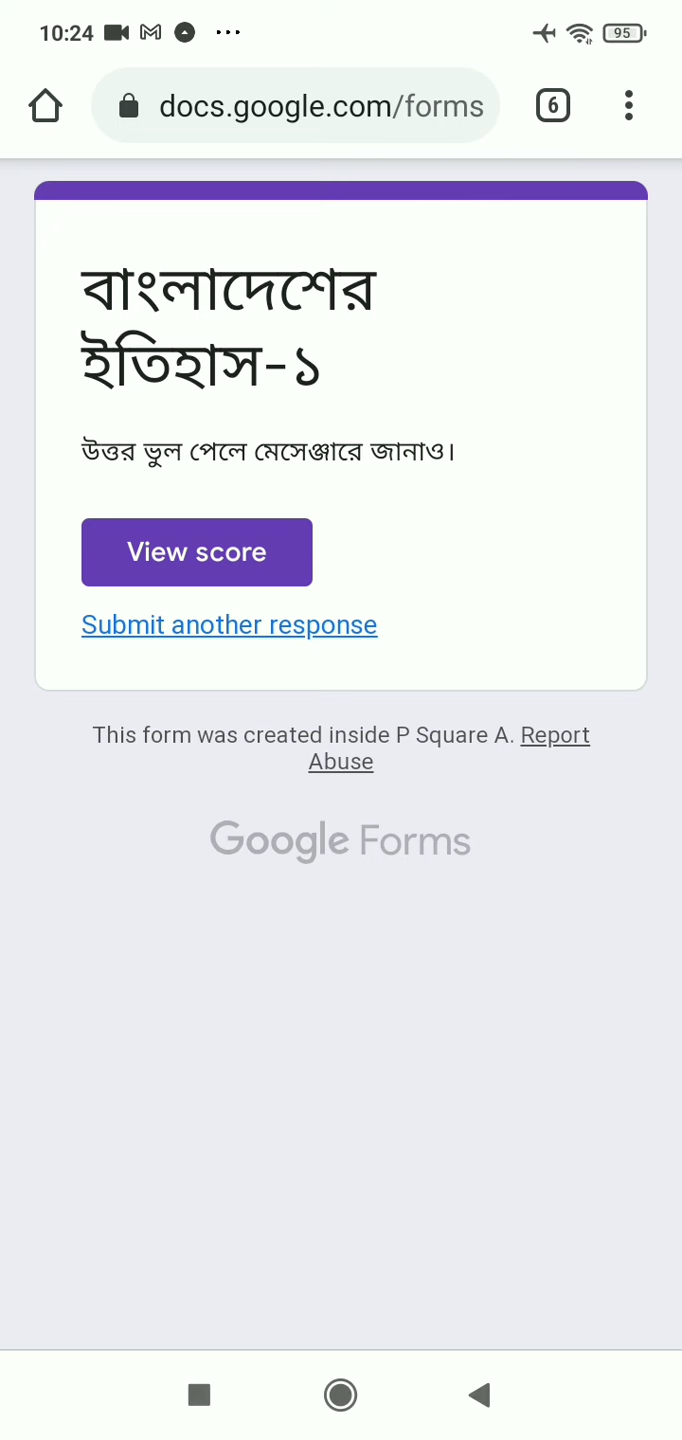 10:24
95
docs.google.com/forms
6
বাংলাদেশের
ইতিহাস-১
উত্তর ভুল পেলে মেসেঞ্জারে জানাও।
View score
Submit another response
This form was created inside P Square A. Report
Abuse
Google Forms